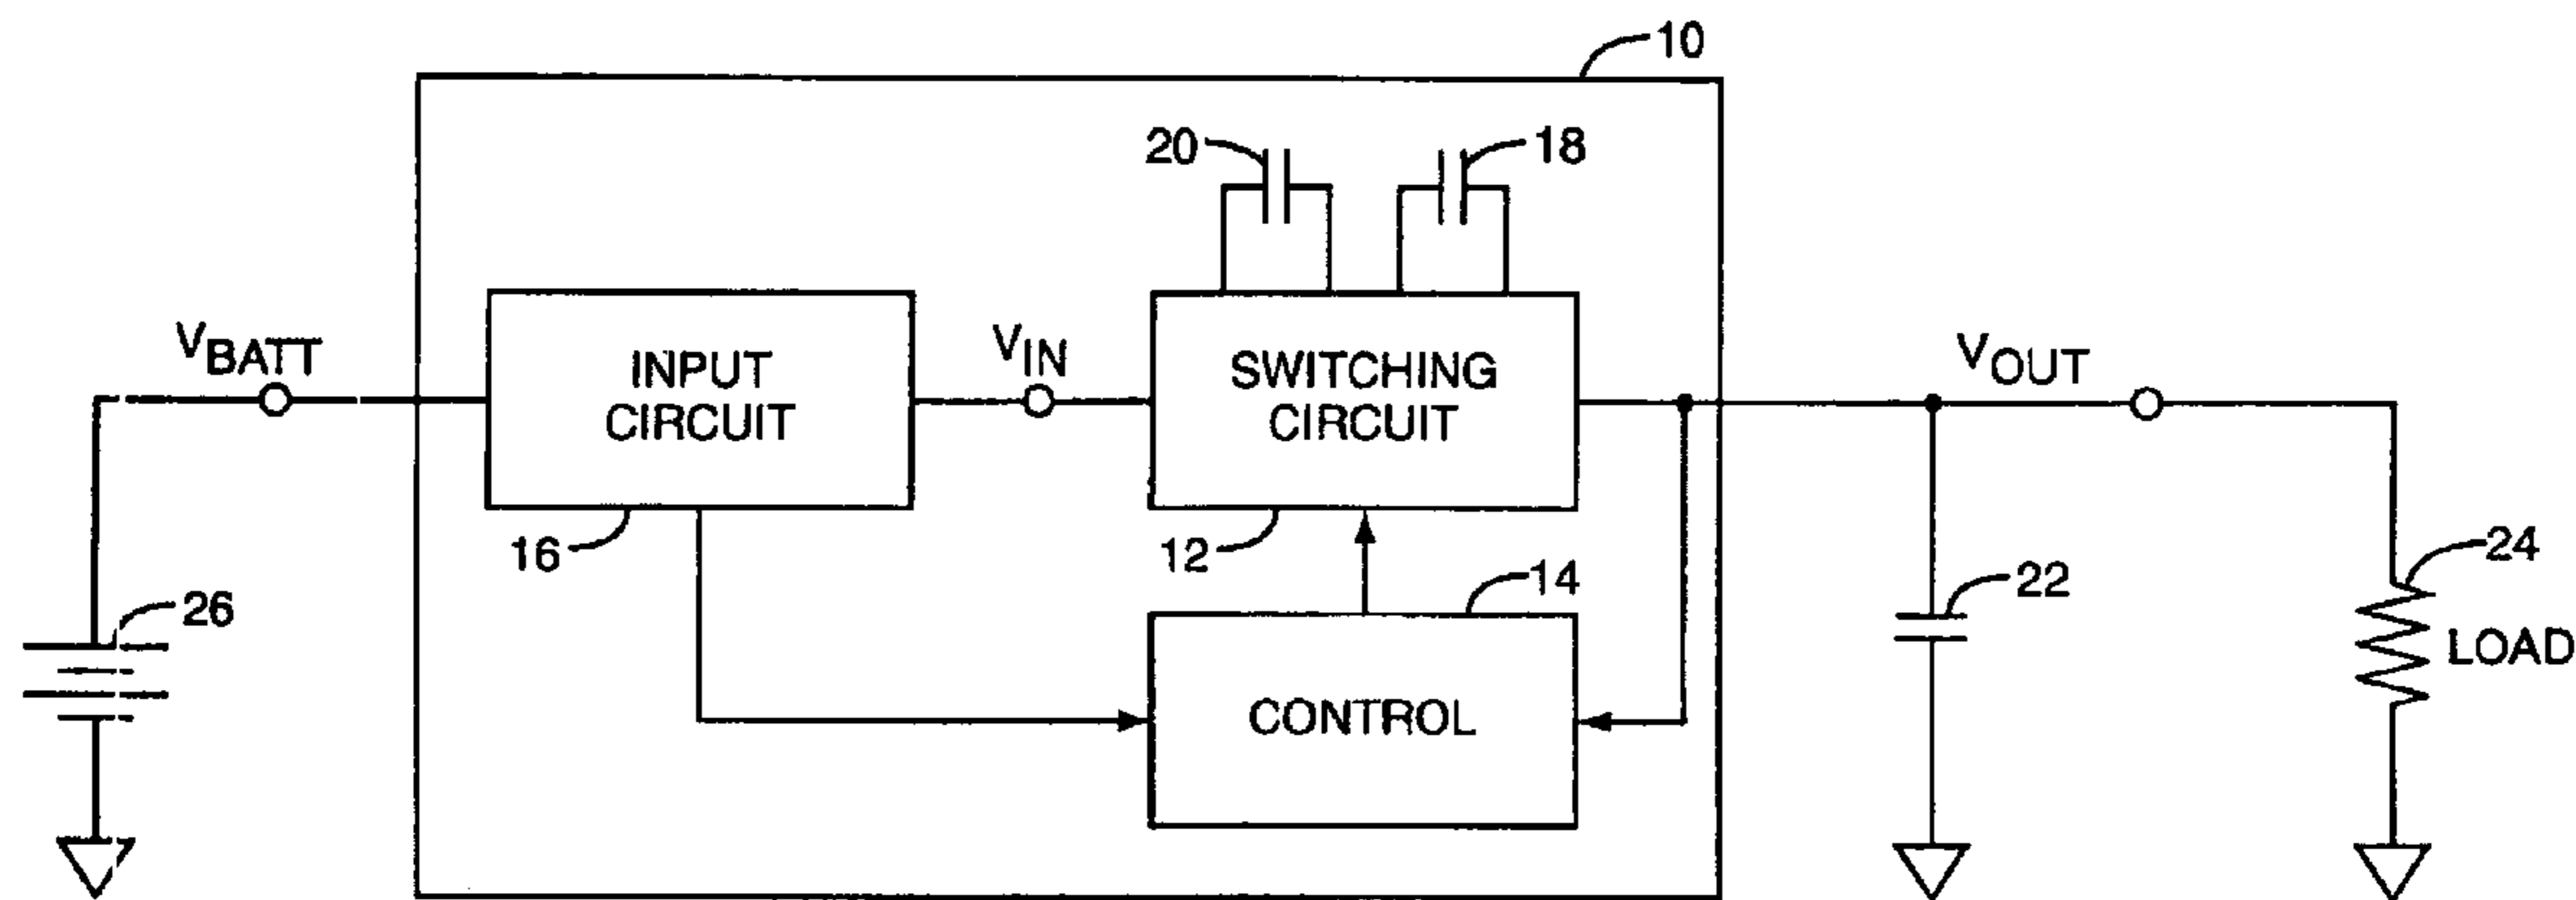 10
20
18
VBATT
INPUT
CIRCUIT
VIN
SWITCHING
CIRCUIT
VOUT
16
12
14
26
22
24
CONTROL
LOAD